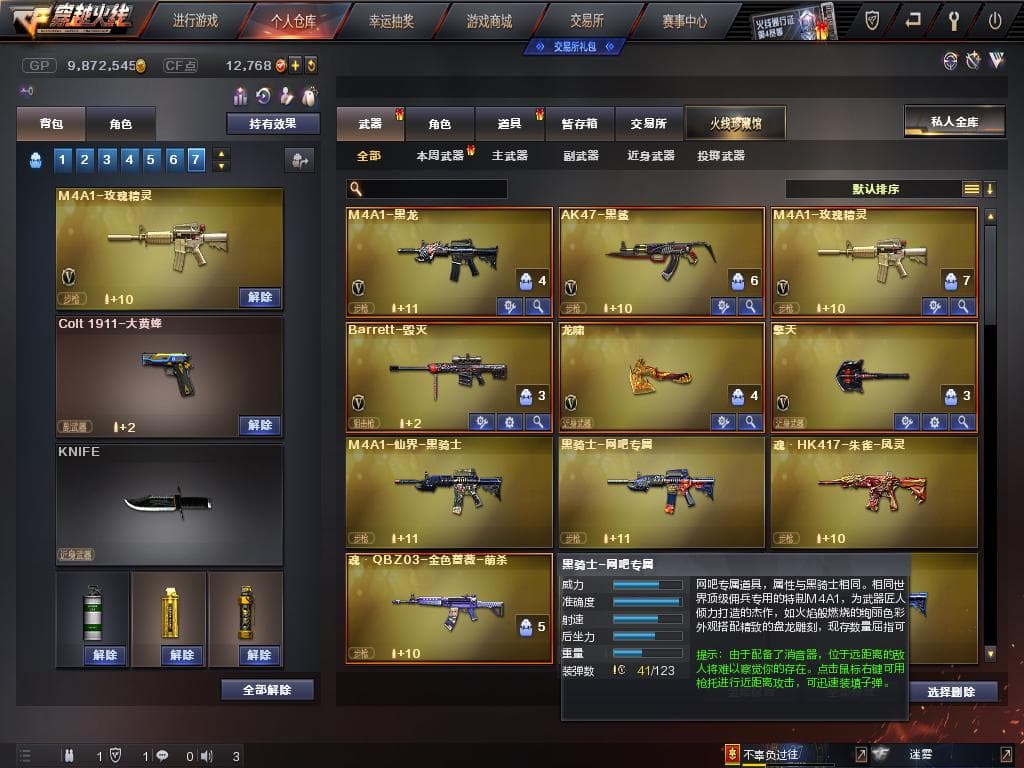 穿越火线
进行游戏
个人仓库
幸运抽奖
游戏商城
交易所
赛事中心
交易所礼包
GP 9,872,545 CF点 12,768
背包
角色
持有效果
1 2 3 4 5 6 7
M4A1-玫瑰精灵
步枪 +10 解除
Colt 1911-大黄蜂
副武器 +2 解除
KNIFE
近身武器
解除 解除 解除
全部解除
武器 角色 道具 暂存箱 交易所 火线珍藏馆 私人金库
全部 本周武器 主武器 副武器 近身武器 投掷武器
默认排序
M4A1-黑龙
4
步枪 +11
AK47-黑鲨
6
步枪 +10
M4A1-玫瑰精灵
7
步枪 +10
Barrett-毁灭
3
狙击枪 +2
龙啸
4
近身武器
擎天
3
近身武器
M4A1-仙界-黑骑士
步枪 +11
黑骑士-网吧专属
步枪 +11
魂·HK417-朱雀-凤灵
步枪 +10
魂·QBZ03-金色蔷薇-前杀
5
步枪 +10
黑骑士-网吧专属
威力
准确度
射速
后坐力
重量
装弹数 41/123
网吧专属道具，属性与黑骑士相同。相同世
界顶级佣兵专用的特制M4A1，为武器匠人
倾力打造的杰作，如火焰般燃烧的绚丽色彩
外观搭配精致的盘龙雕刻，现存数量屈指可
提示：由于配备了消音器，位于远距离的敌
人将难以察觉你的存在。点击鼠标右键可用
枪托进行近距离攻击，可迅速装填子弹。
选择删除
1 1 0 3
不辜负过往
迷雾